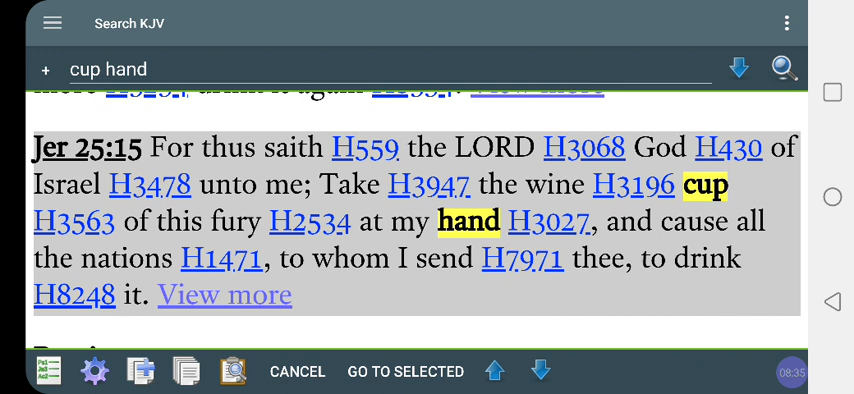 Search KJV
+ cup hand
View more
Jer 25:15 For thus saith H559 the LORD H3068 God H430 of
Israel H3478 unto me; Take H3947 the wine H3196 cup
H3563 of this fury H2534 at my hand H3027, and cause all
the nations H1471, to whom I send H7971 thee, to drink
H8248 it. View more
CANCEL GO TO SELECTED
08:35